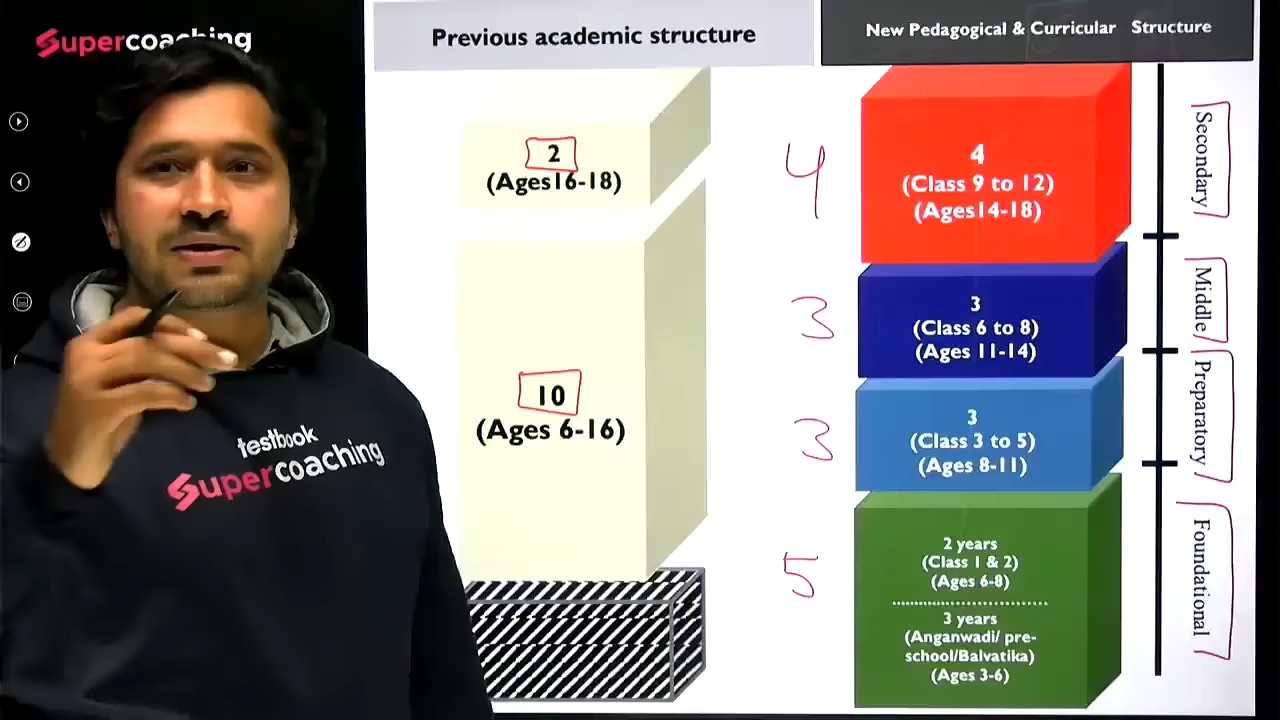 Supercoaching
Previous academic structure
New Pedagogical & Curricular Structure
2
(Ages16-18)
10
(Ages 6-16)
4
3
3
5
4
(Class 9 to 12)
(Ages14-18)
3
(Class 6 to 8)
(Ages 11-14)
3
(Class 3 to 5)
(Ages 8-11)
2 years
(Class 1 & 2)
(Ages 6-8)
3 years
(Anganwadi/ pre-
school/Balvatika)
(Ages 3-6)
Secondary
Middle
Preparatory
Foundational
testbook
Supercoaching